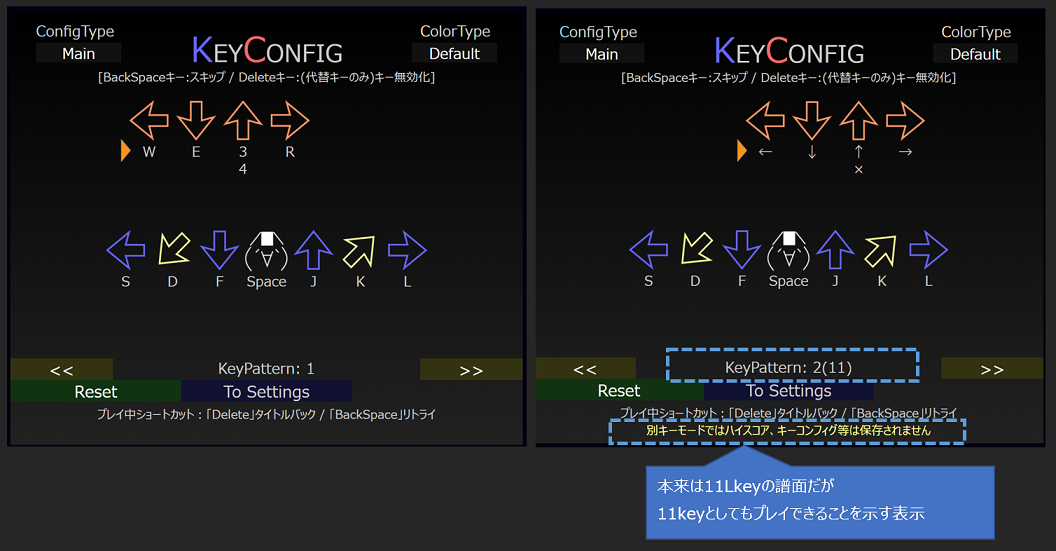 ConfigType
Main
KEYCONFIG
ColorType
Default
[BackSpaceキー:スキップ / Deleteキー:(代替キーのみ)キー無効化]
W E 3 R
4
S D F Space J K L
<< KeyPattern: 1 >>
Reset To Settings
プレイ中ショートカット：「Delete」タイトルバック / 「BackSpace」リトライ
ConfigType
Main
KEYCONFIG
ColorType
Default
[BackSpaceキー:スキップ / Deleteキー:(代替キーのみ)キー無効化]
← ↓ ↑ →
×
S D F Space J K L
<< KeyPattern: 2(11) >>
Reset To Settings
プレイ中ショートカット：「Delete」タイトルバック / 「BackSpace」リトライ
別キーモードではハイスコア、キーコンフィグ等は保存されません
本来は11Lkeyの譜面だが
11keyとしてもプレイできることを示す表示